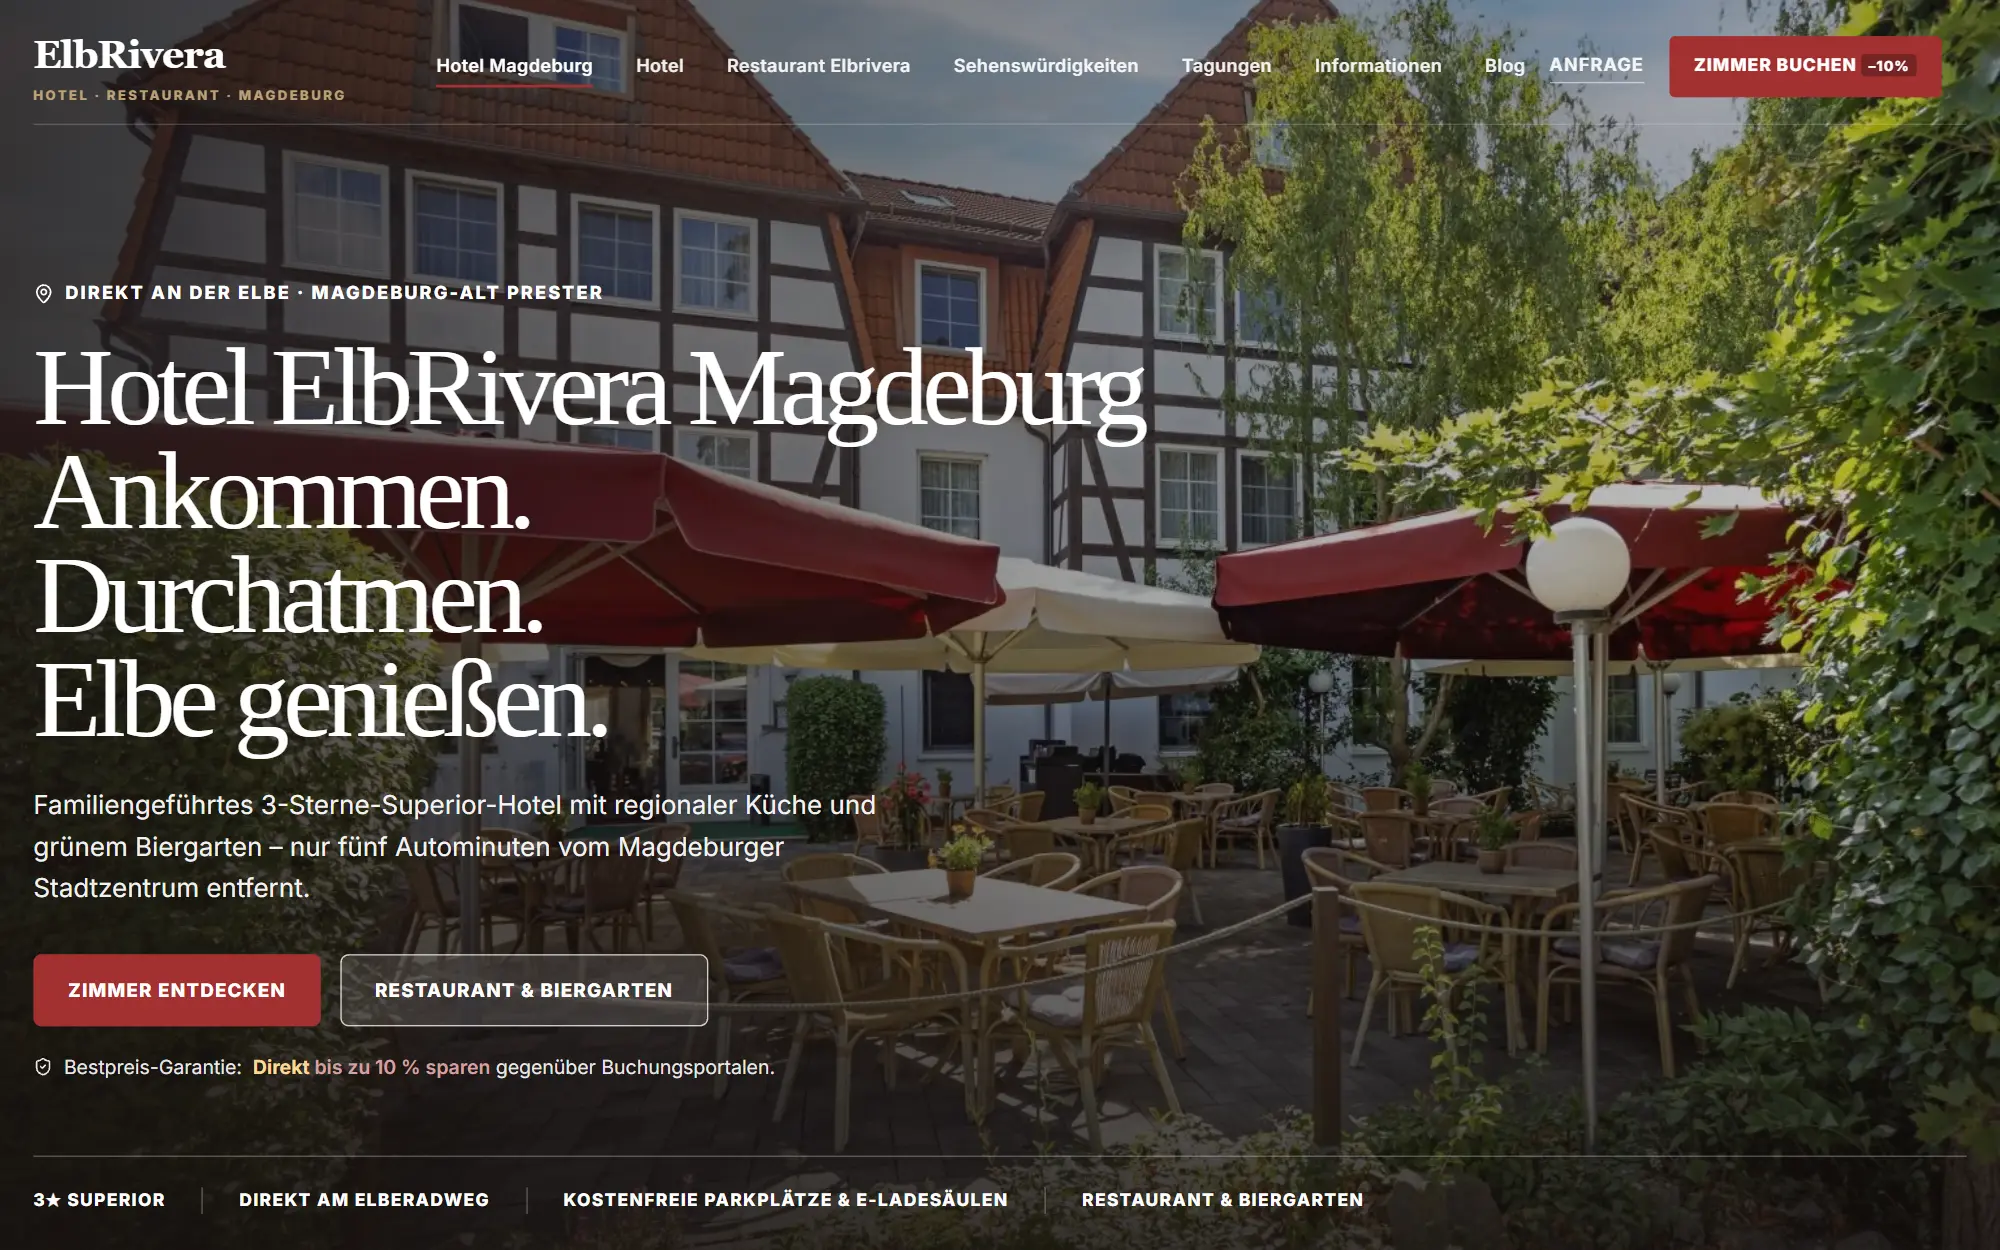 ElbRivera
HOTEL · RESTAURANT · MAGDEBURG
Hotel Magdeburg
Hotel
Restaurant Elbrivera
Sehenswürdigkeiten
Tagungen
Informationen
Blog
ANFRAGE
ZIMMER BUCHEN –10%
DIREKT AN DER ELBE · MAGDEBURG-ALT PRESTER
Hotel ElbRivera Magdeburg
Ankommen.
Durchatmen.
Elbe genießen.
Familiengeführtes 3-Sterne-Superior-Hotel mit regionaler Küche und
grünem Biergarten – nur fünf Autominuten vom Magdeburger
Stadtzentrum entfernt.
ZIMMER ENTDECKEN
RESTAURANT & BIERGARTEN
Bestpreis-Garantie: Direkt bis zu 10 % sparen gegenüber Buchungsportalen.
3★ SUPERIOR
DIREKT AM ELBERADWEG
KOSTENFREIE PARKPLÄTZE & E-LADESÄULEN
RESTAURANT & BIERGARTEN